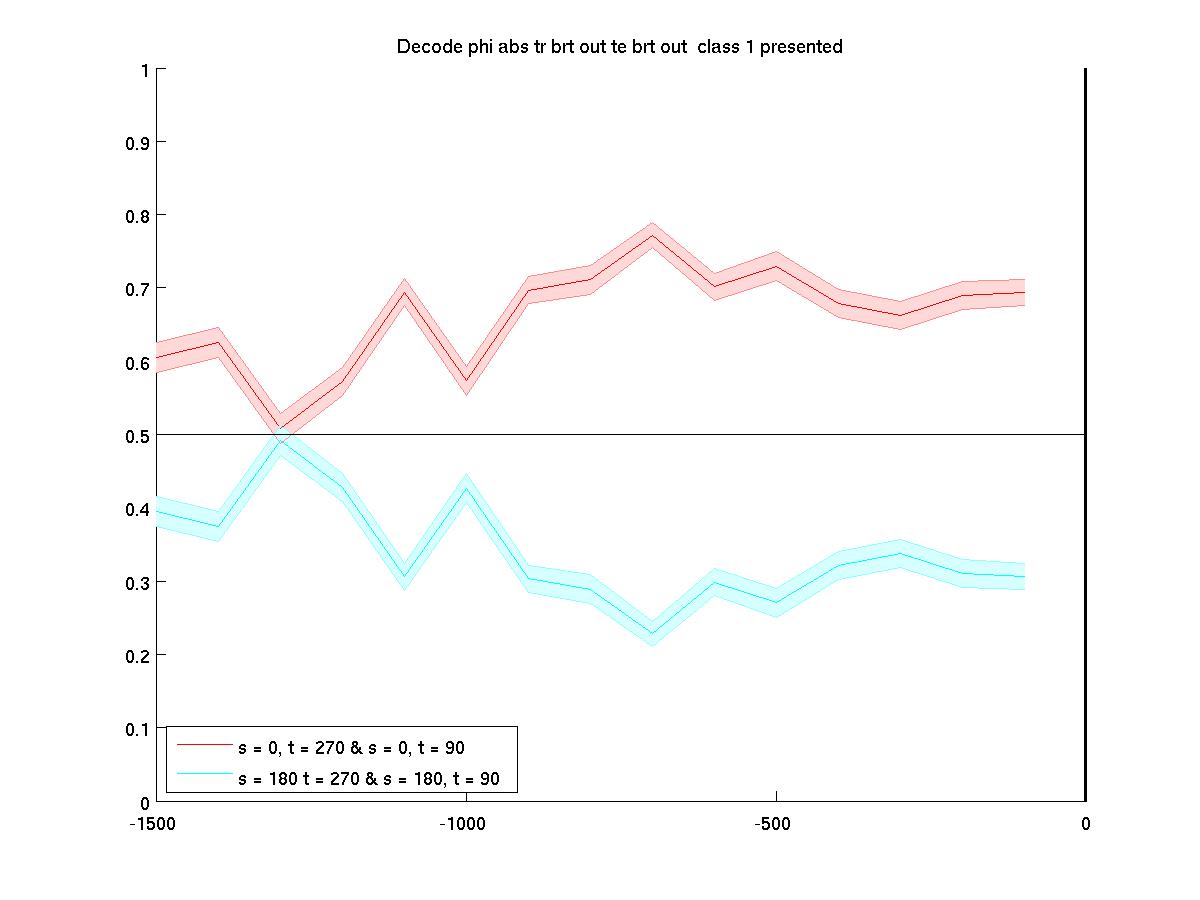 Decode phi abs tr brt out te brt out  class 1 presented
1
0.9
0.8
0.7
0.6
0.5
0.4
0.3
0.2
0.1
0
s = 0, t = 270 & s = 0, t = 90
s = 180 t = 270 & s = 180, t = 90
-1500 -1000 -500 0